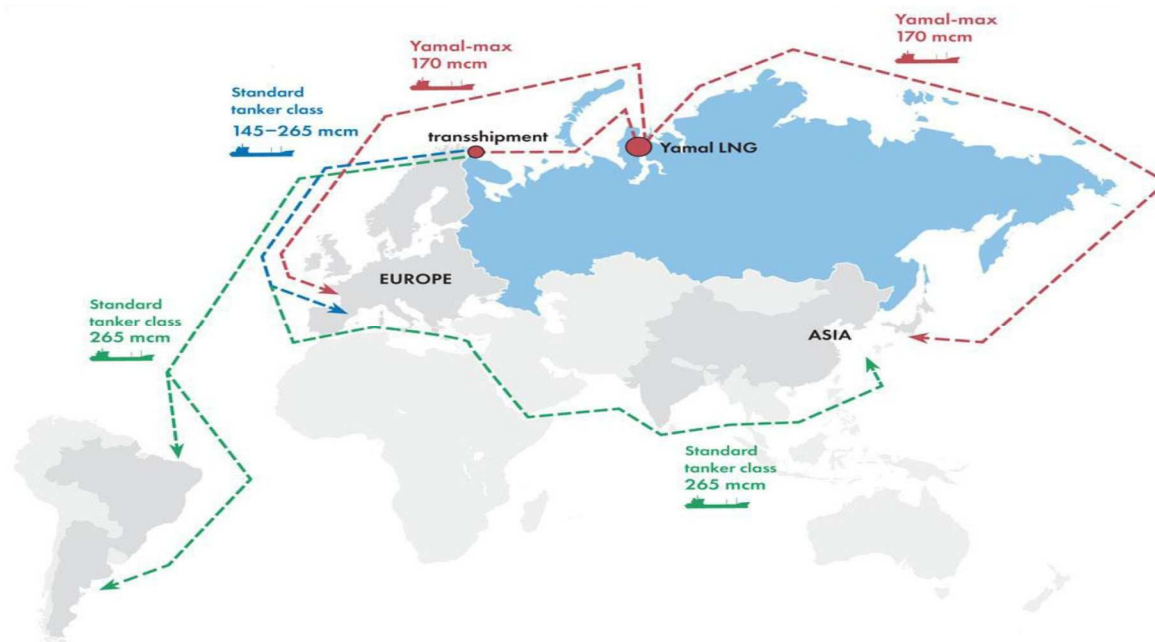 Yamal-max
170 mcm
Yamal-max
170 mcm
Standard
tanker class
145–265 mcm
transshipment
Yamal LNG
EUROPE
Standard
tanker class
265 mcm
ASIA
Standard
tanker class
265 mcm